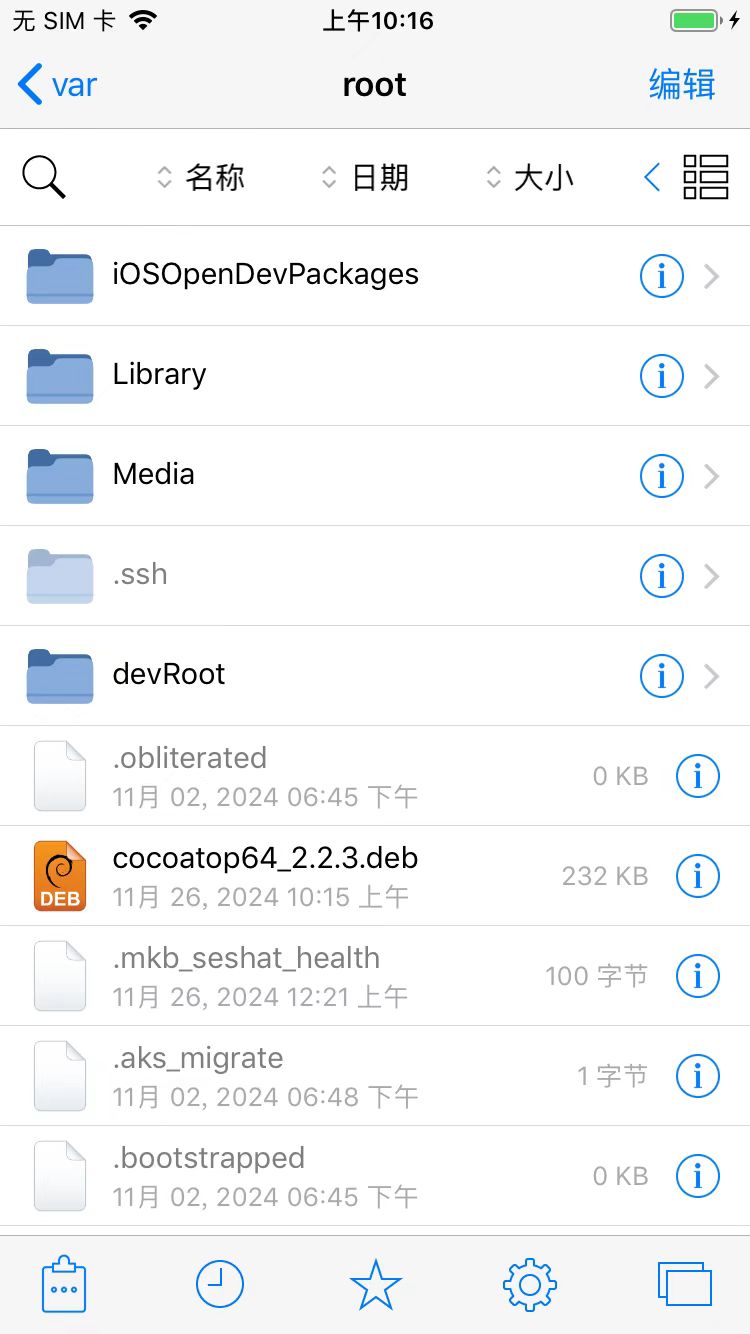 无 SIM 卡 上午10:16
var root 编辑
名称 日期 大小
iOSOpenDevPackages
Library
Media
.ssh
devRoot
.obliterated
11月 02, 2024 06:45 下午 0 KB
cocoatop64_2.2.3.deb
DEB 11月 26, 2024 10:15 上午 232 KB
.mkb_seshat_health
11月 26, 2024 12:21 上午 100 字节
.aks_migrate
11月 02, 2024 06:48 下午 1 字节
.bootstrapped
11月 02, 2024 06:45 下午 0 KB